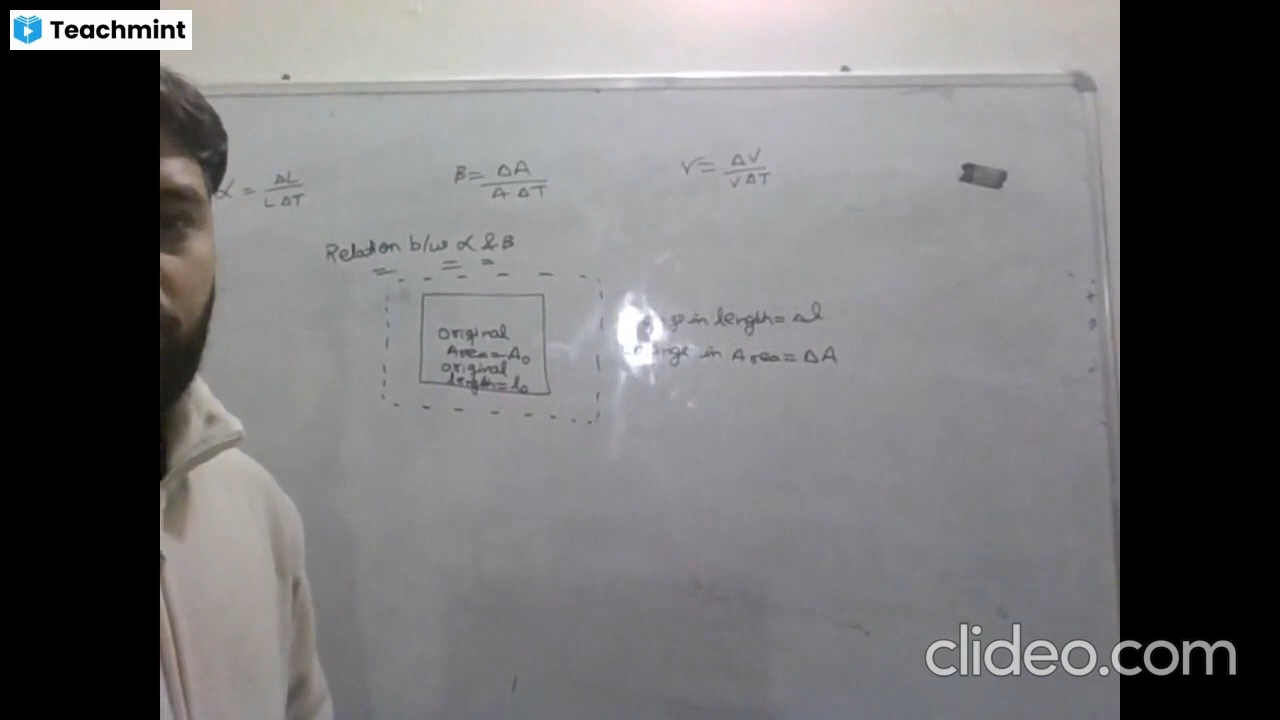 Teachmint
α = ΔL / LΔT
B = ΔA / A ΔT
γ = ΔV / VΔT
Relation b/w α & B
original
Area = A₀
original
length = l₀
in length = Δl
in Area = ΔA
clideo.com